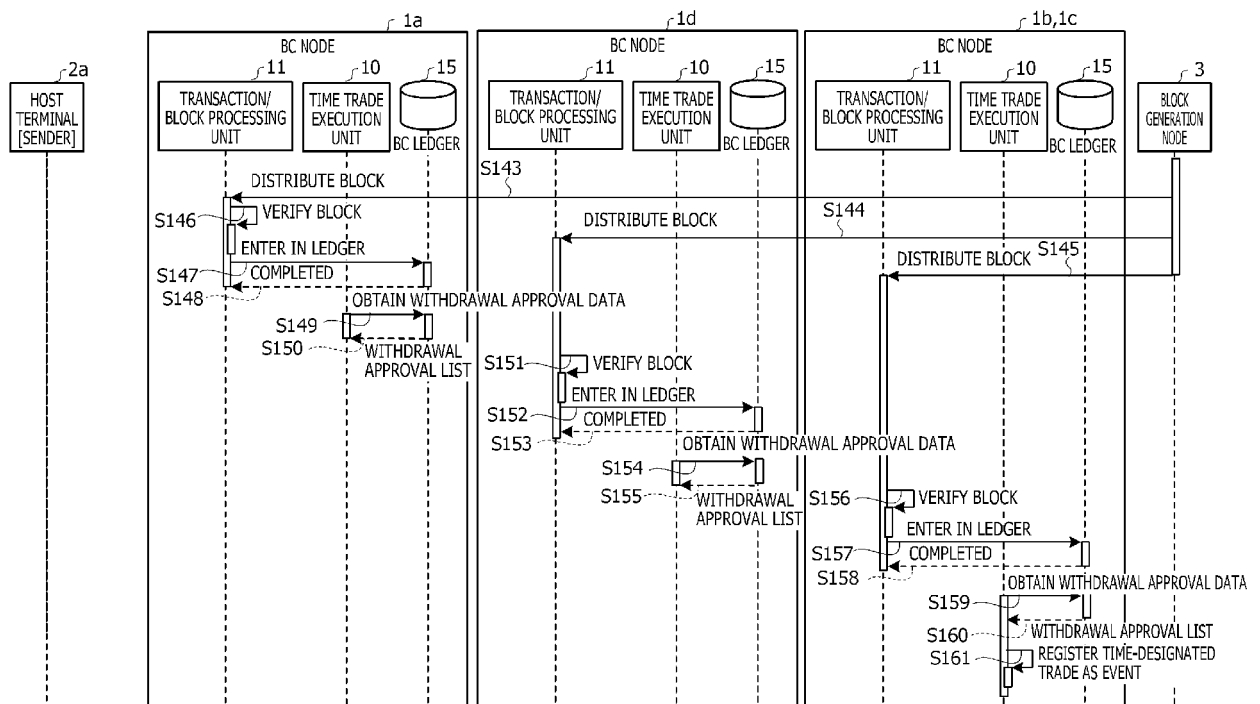 1a
1d
1b,1c
BC NODE
BC NODE
BC NODE
2a
11
10
15
11
10
15
11
10
15
3
HOST
TERMINAL
[SENDER]
TRANSACTION/
BLOCK PROCESSING
UNIT
TIME TRADE
EXECUTION
UNIT
BC LEDGER
TRANSACTION/
BLOCK PROCESSING
UNIT
TIME TRADE
EXECUTION
UNIT
BC LEDGER
TRANSACTION/
BLOCK PROCESSING
UNIT
TIME TRADE
EXECUTION
UNIT
BC LEDGER
BLOCK
GENERATION
NODE
S143
DISTRIBUTE BLOCK
S146
VERIFY BLOCK
DISTRIBUTE BLOCK
S144
ENTER IN LEDGER
DISTRIBUTE BLOCK
S145
S147
COMPLETED
S148
OBTAIN WITHDRAWAL APPROVAL DATA
S149
S150
WITHDRAWAL
APPROVAL LIST
S151
VERIFY BLOCK
ENTER IN LEDGER
S152
COMPLETED
S153
OBTAIN WITHDRAWAL APPROVAL DATA
S154
S155
WITHDRAWAL
APPROVAL LIST
S156
VERIFY BLOCK
ENTER IN LEDGER
S157
COMPLETED
S158
OBTAIN WITHDRAWAL APPROVAL DATA
S159
S160
WITHDRAWAL APPROVAL LIST
S161
REGISTER TIME-DESIGNATED
TRADE AS EVENT